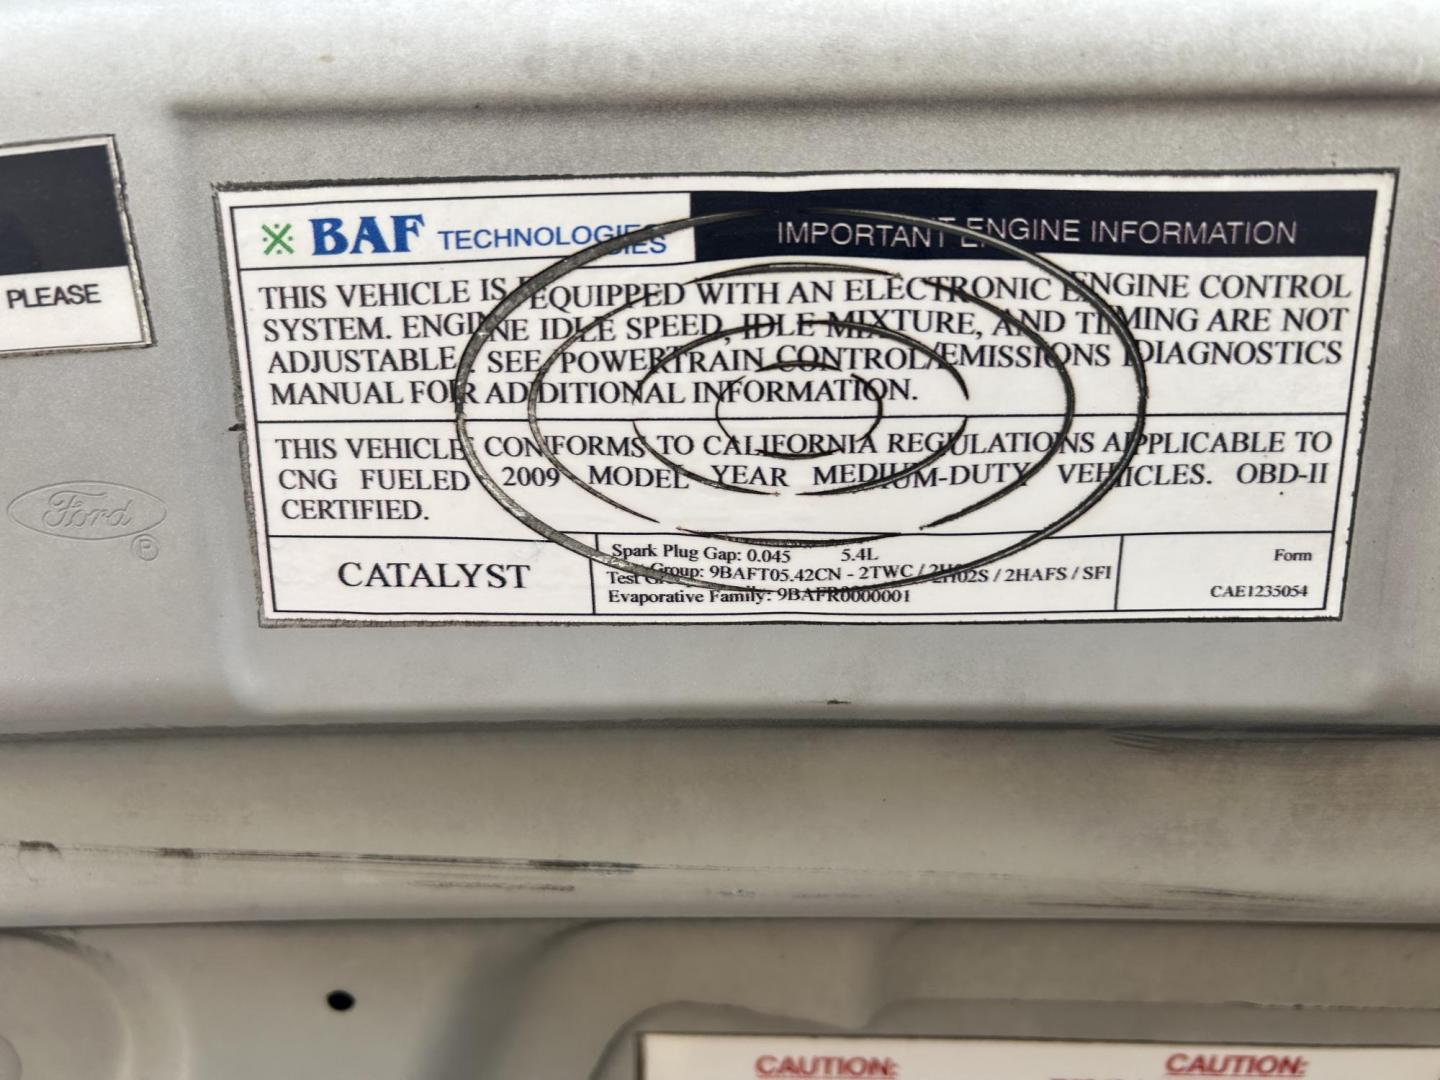 PLEASE
BAF TECHNOLOGIES IMPORTANT ENGINE INFORMATION
THIS VEHICLE IS EQUIPPED WITH AN ELECTRONIC ENGINE CONTROL
SYSTEM. ENGINE IDLE SPEED, IDLE MIXTURE, AND TIMING ARE NOT
ADJUSTABLE. SEE POWERTRAIN CONTROL/EMISSIONS DIAGNOSTICS
MANUAL FOR ADDITIONAL INFORMATION.
THIS VEHICLE CONFORMS TO CALIFORNIA REGULATIONS APPLICABLE TO
CNG FUELED 2009 MODEL YEAR MEDIUM-DUTY VEHICLES. OBD-II
CERTIFIED.
Ford
CATALYST
Spark Plug Gap: 0.045 5.4L
Test Group: 9BAFT05.42CN - 2TWC / 2H02S / 2HAFS / SFI
Evaporative Family: 9BAFR0000001
Form
CAE1235054
CAUTION: CAUTION: